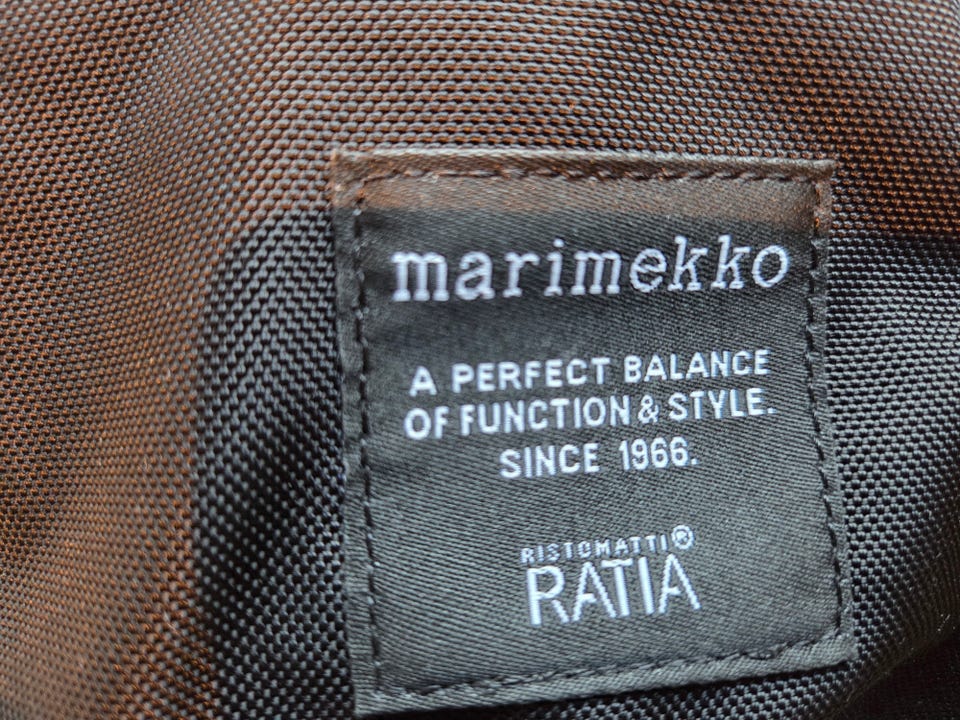 marimekko
A PERFECT BALANCE
OF FUNCTION & STYLE.
SINCE 1966.
RISTOMATTI®
RATIA